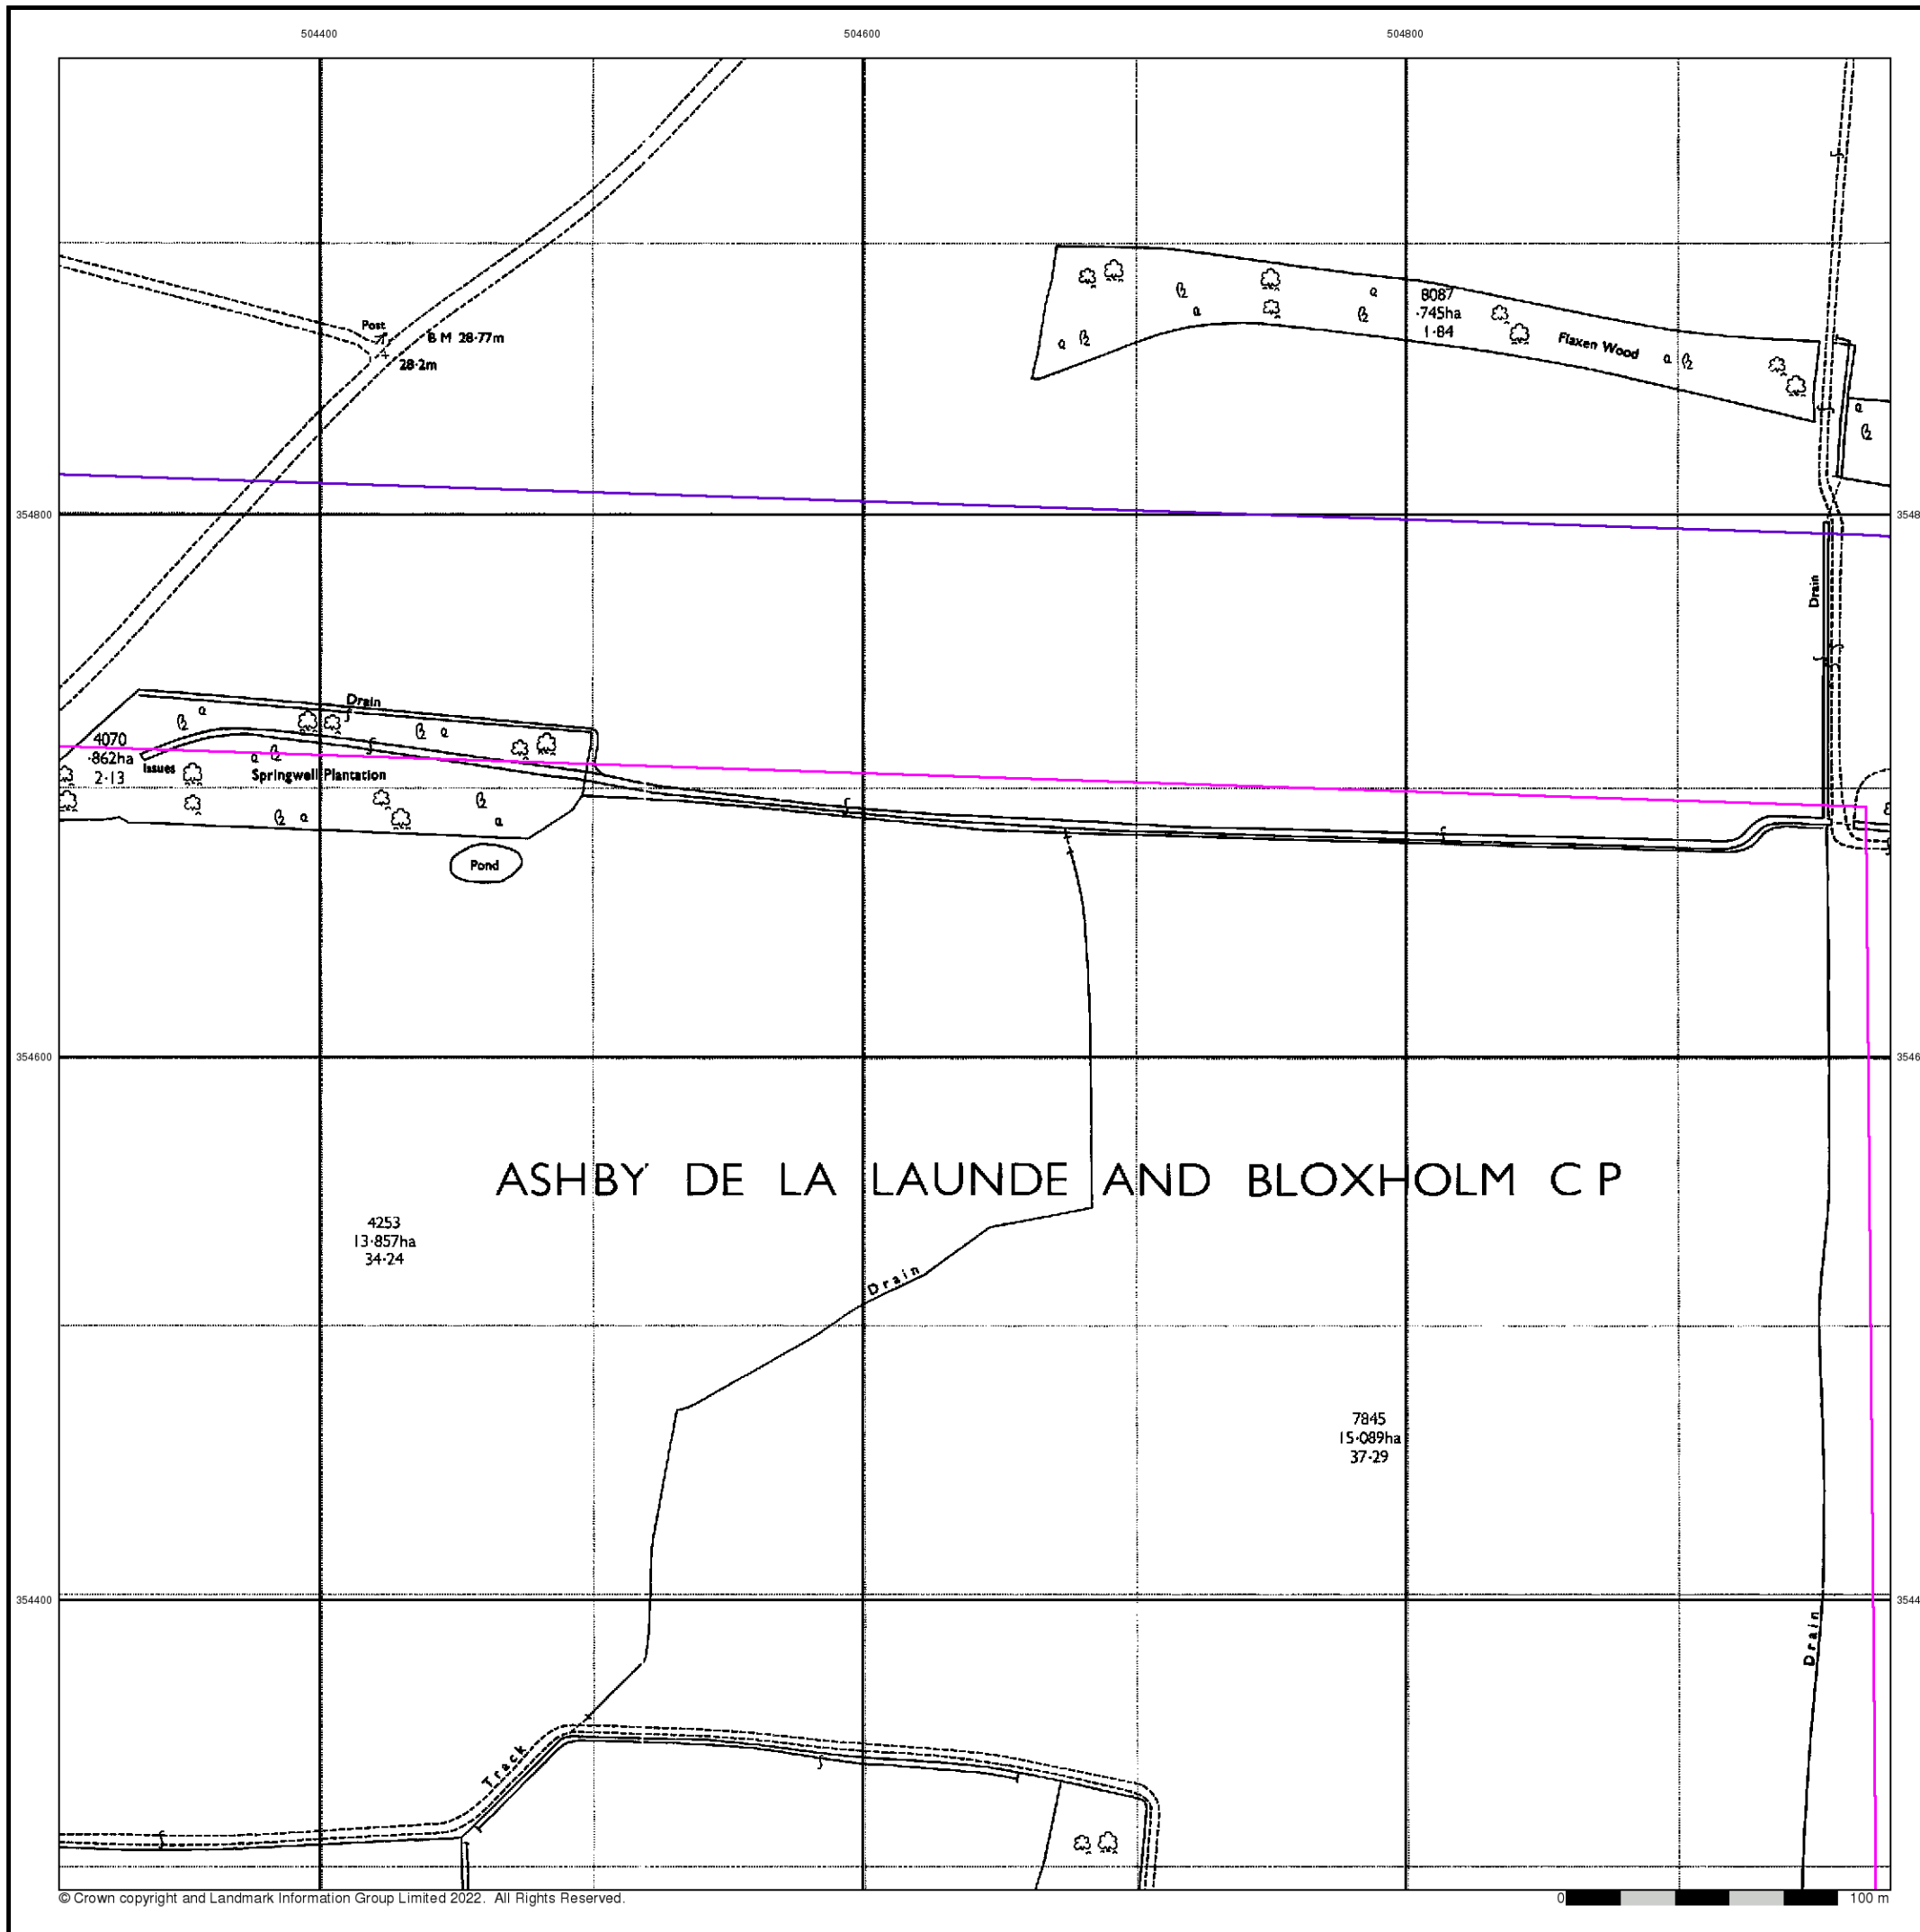 504400
504600
504800
Post
B M 28·77m
28·2m
8087
·745ha
1·84
Flaxen Wood
354800
3548
Drain
Drain
4070
·862ha
2·13
Issues
Springwell Plantation
Pond
354600
3546
ASHBY DE LA LAUNDE AND BLOXHOLM C P
4253
13·857ha
34·24
Drain
7845
15·089ha
37·29
354400
3544
Drain
Track
© Crown copyright and Landmark Information Group Limited 2022. All Rights Reserved.
0
100 m